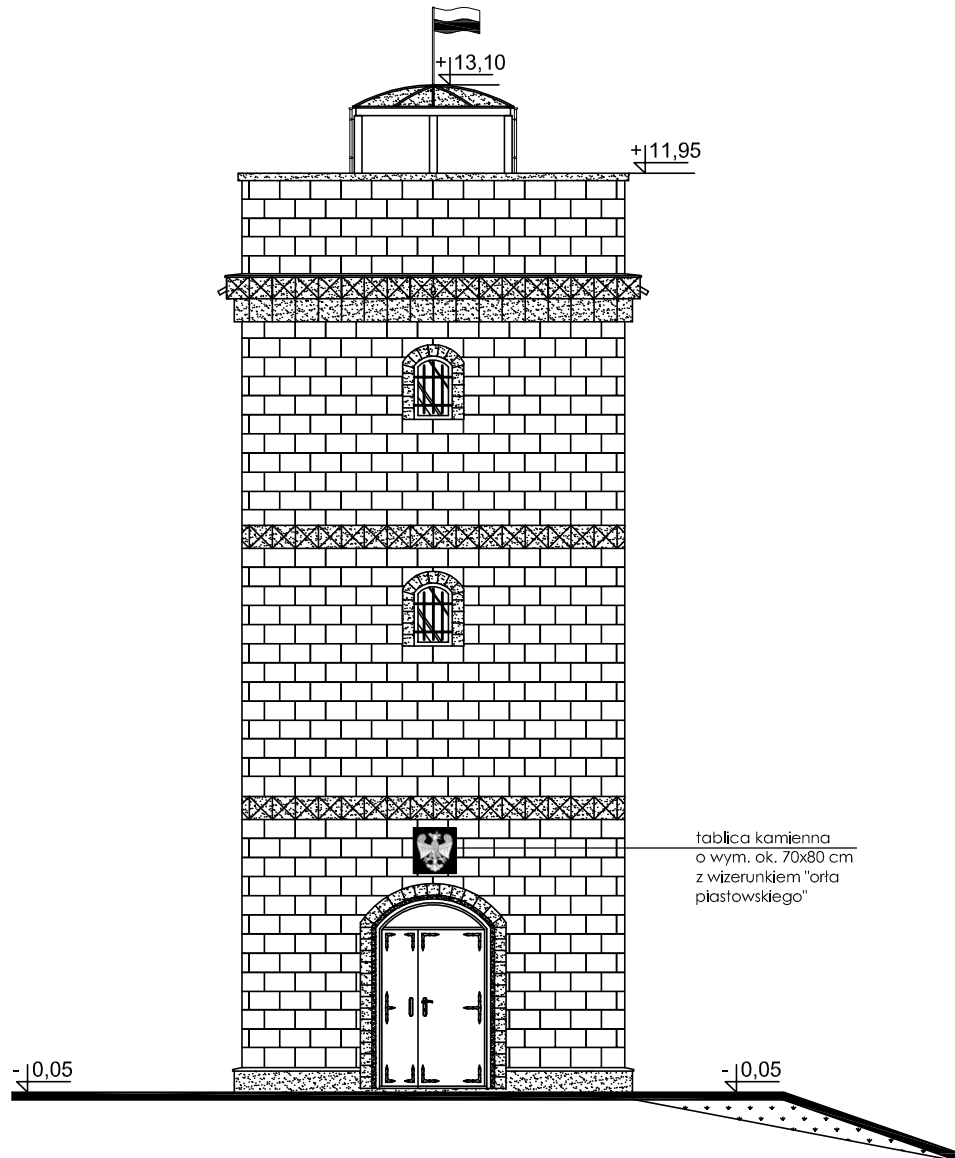 +13,10
+11,95
tablica kamienna
o wym. ok. 70x80 cm
z wizerunkiem "orła
piastowskiego"
- 0,05
- 0,05